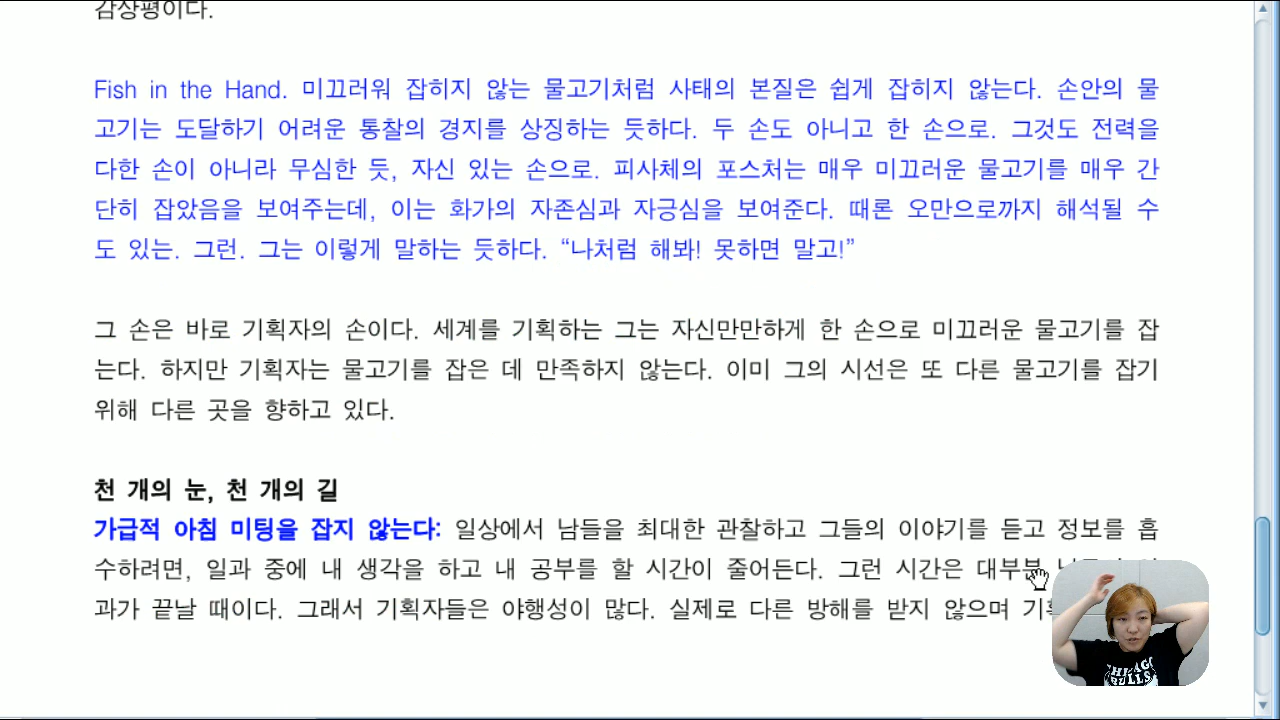 감상평이다.
Fish in the Hand. 미끄러워 잡히지 않는 물고기처럼 사태의 본질은 쉽게 잡히지 않는다. 손안의 물
고기는 도달하기 어려운 통찰의 경지를 상징하는 듯하다. 두 손도 아니고 한 손으로. 그것도 전력을
다한 손이 아니라 무심한 듯, 자신 있는 손으로. 피사체의 포스처는 매우 미끄러운 물고기를 매우 간
단히 잡았음을 보여주는데, 이는 화가의 자존심과 자긍심을 보여준다. 때론 오만으로까지 해석될 수
도 있는. 그런. 그는 이렇게 말하는 듯하다. “나처럼 해봐! 못하면 말고!”
그 손은 바로 기획자의 손이다. 세계를 기획하는 그는 자신만만하게 한 손으로 미끄러운 물고기를 잡
는다. 하지만 기획자는 물고기를 잡은 데 만족하지 않는다. 이미 그의 시선은 또 다른 물고기를 잡기
위해 다른 곳을 향하고 있다.
천 개의 눈, 천 개의 길
가급적 아침 미팅을 잡지 않는다: 일상에서 남들을 최대한 관찰하고 그들의 이야기를 듣고 정보를 흡
수하려면, 일과 중에 내 생각을 하고 내 공부를 할 시간이 줄어든다. 그런 시간은 대부분
과가 끝날 때이다. 그래서 기획자들은 야행성이 많다. 실제로 다른 방해를 받지 않으며
CHICAGO
BULLS